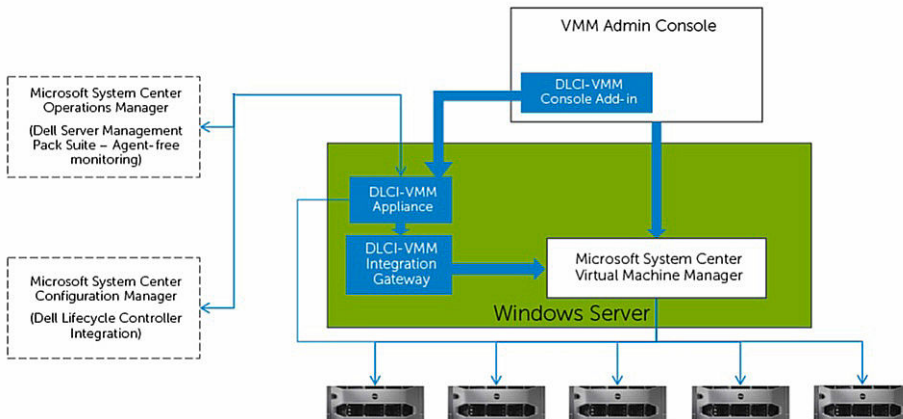 VMM Admin Console
DLCI-VMM
Console Add-in
Microsoft System Center
Operations Manager
(Dell Server Management
Pack Suite – Agent-free
monitoring)
DLCI-VMM
Appliance
DLCI-VMM
Integration
Gateway
Microsoft System Center
Virtual Machine Manager
Microsoft System Center
Configuration Manager
(Dell Lifecycle Controller
Integration)
Windows Server